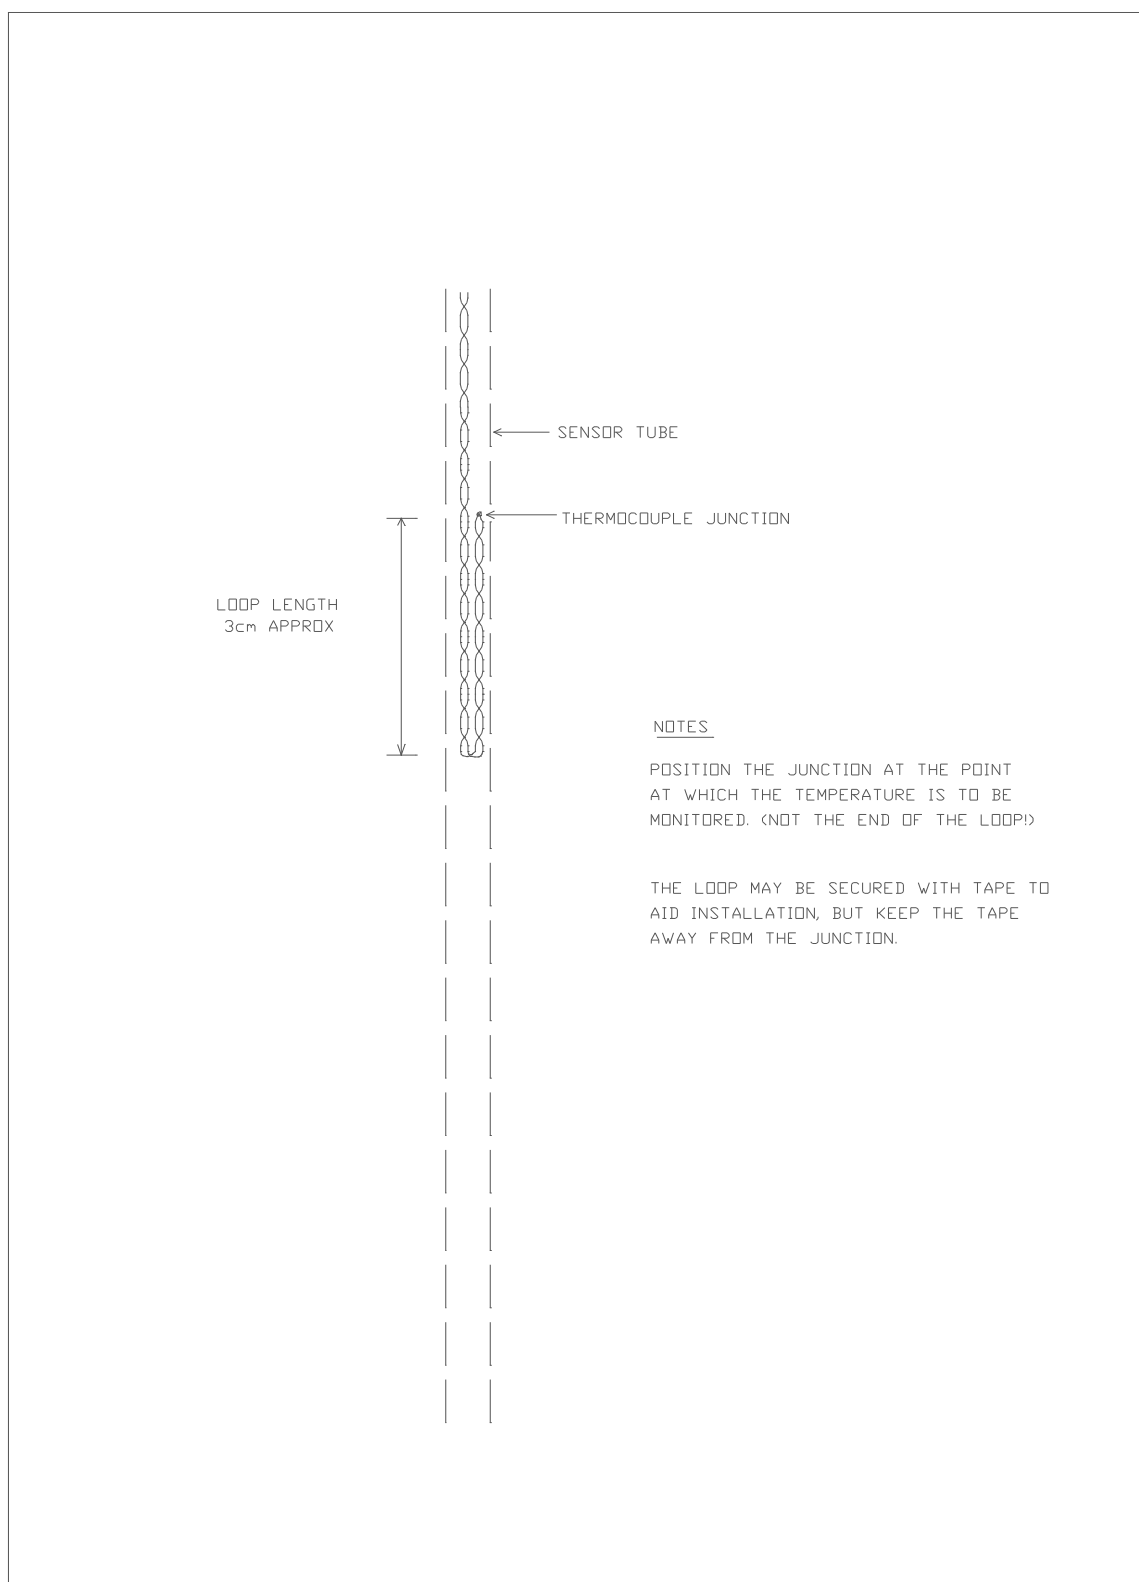 SENSOR TUBE
THERMOCOUPLE JUNCTION
LOOP LENGTH
3cm APPROX
NOTES
POSITION THE JUNCTION AT THE POINT
AT WHICH THE TEMPERATURE IS TO BE
MONITORED. (NOT THE END OF THE LOOP!)
THE LOOP MAY BE SECURED WITH TAPE TO
AID INSTALLATION, BUT KEEP THE TAPE
AWAY FROM THE JUNCTION.